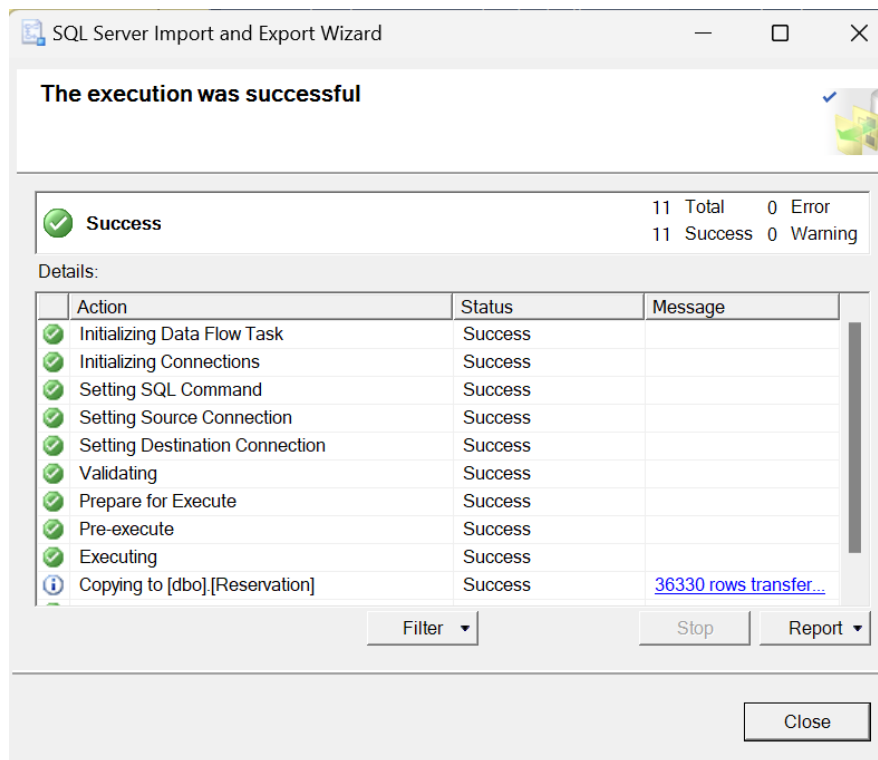 SQL Server Import and Export Wizard
The execution was successful
Success
11 Total 0 Error
11 Success 0 Warning
Details:
Action Status Message
Initializing Data Flow Task Success
Initializing Connections Success
Setting SQL Command Success
Setting Source Connection Success
Setting Destination Connection Success
Validating Success
Prepare for Execute Success
Pre-execute Success
Executing Success
Copying to [dbo].[Reservation] Success 36330 rows transfer...
Filter Stop Report
Close